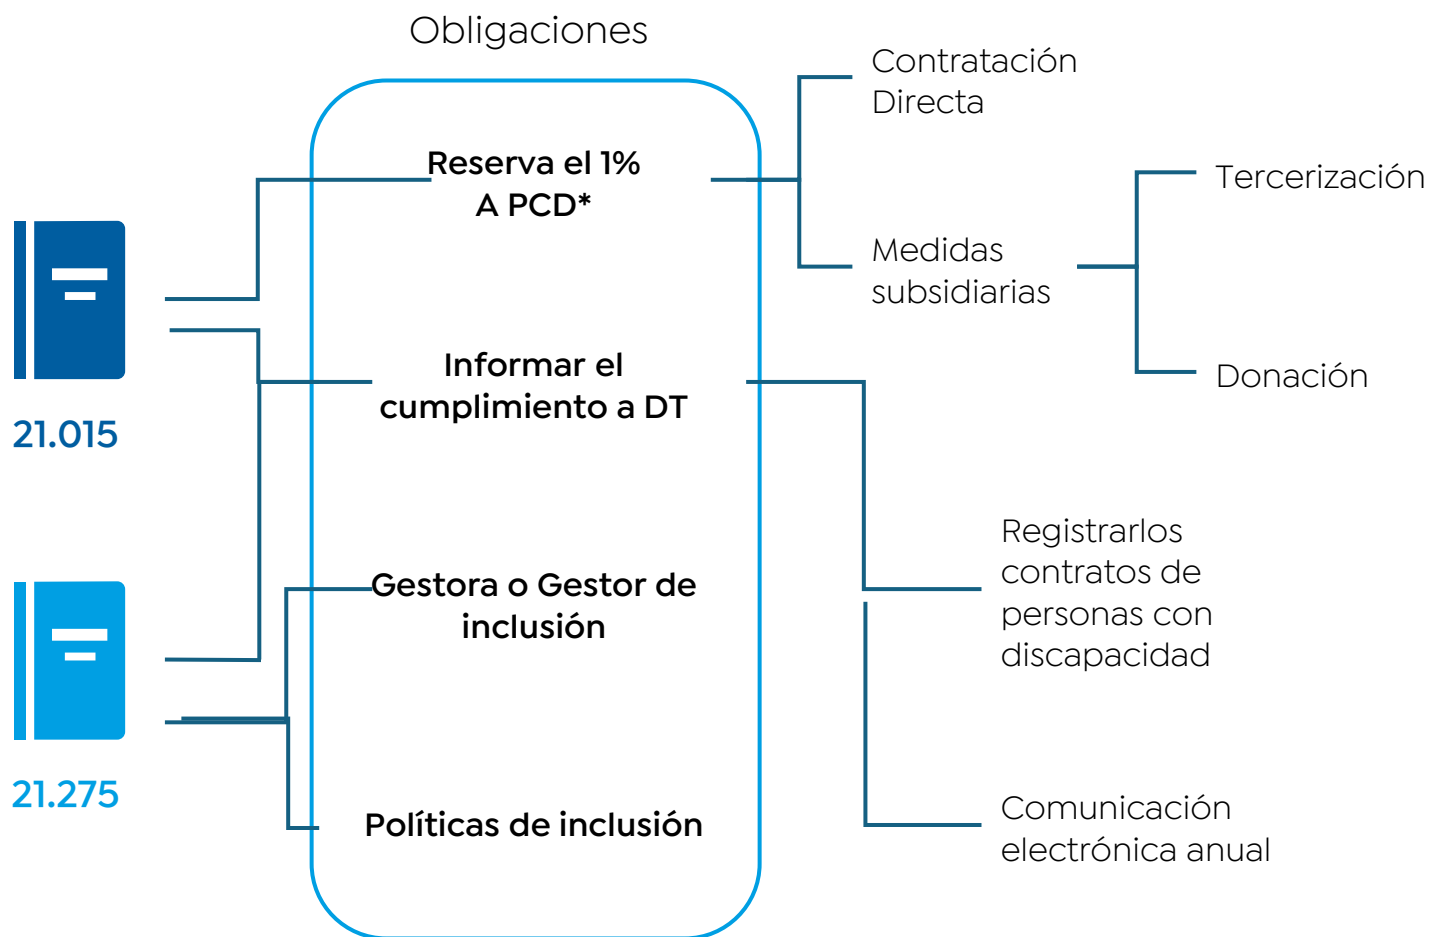 Obligaciones
Reserva el 1%
A PCD*
Contratación
Directa
Medidas
subsidiarias
Tercerización
Donación
21.015
Informar el
cumplimiento a DT
Registrarlos
contratos de
personas con
discapacidad
Comunicación
electrónica anual
21.275
Gestora o Gestor de
inclusión
Políticas de inclusión